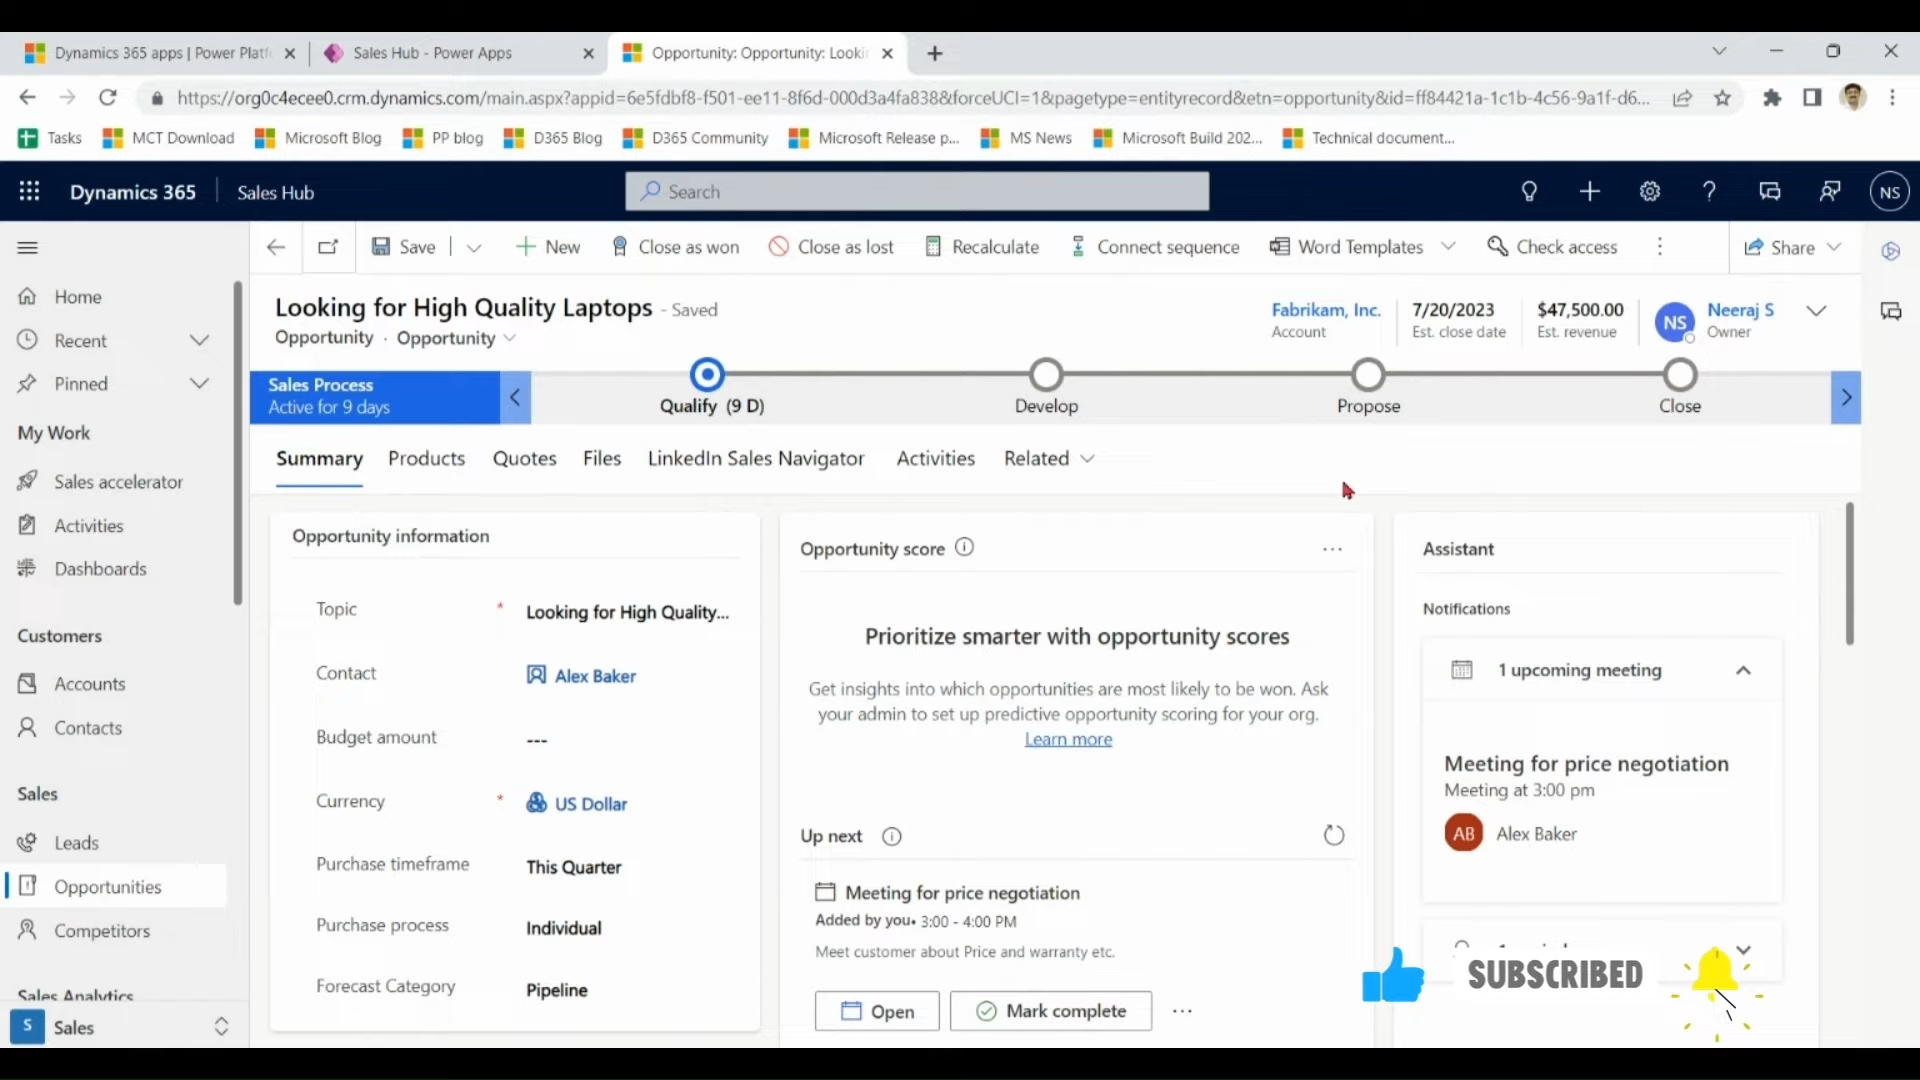 Dynamics 365 apps | Power Platf
Sales Hub - Power Apps
Opportunity: Opportunity: Lookin
https://org0c4ecee0.crm.dynamics.com/main.aspx?appid=6e5fdbf8-f501-ee11-8f6d-000d3a4fa838&forceUCI=1&pagetype=entityrecord&etn=opportunity&id=ff84421a-1c1b-4c56-9a1f-d6...
Tasks
MCT Download
Microsoft Blog
PP blog
D365 Blog
D365 Community
Microsoft Release p...
MS News
Microsoft Build 202...
Technical document...
Dynamics 365
Sales Hub
Search
NS
Save
New
Close as won
Close as lost
Recalculate
Connect sequence
Word Templates
Check access
Share
Home
Recent
Pinned
My Work
Sales accelerator
Activities
Dashboards
Customers
Accounts
Contacts
Sales
Leads
Opportunities
Competitors
Sales Analytics
S Sales
Looking for High Quality Laptops - Saved
Opportunity · Opportunity
Fabrikam, Inc.
Account
7/20/2023
Est. close date
$47,500.00
Est. revenue
NS
Neeraj S
Owner
Sales Process
Active for 9 days
Qualify (9 D)
Develop
Propose
Close
Summary
Products
Quotes
Files
LinkedIn Sales Navigator
Activities
Related
Opportunity information
Topic * Looking for High Quality...
Contact Alex Baker
Budget amount ---
Currency * US Dollar
Purchase timeframe This Quarter
Purchase process Individual
Forecast Category Pipeline
Opportunity score
Prioritize smarter with opportunity scores
Get insights into which opportunities are most likely to be won. Ask
your admin to set up predictive opportunity scoring for your org.
Learn more
Up next
Meeting for price negotiation
Added by you• 3:00 - 4:00 PM
Meet customer about Price and warranty etc.
Open
Mark complete
Assistant
Notifications
1 upcoming meeting
Meeting for price negotiation
Meeting at 3:00 pm
AB Alex Baker
SUBSCRIBED